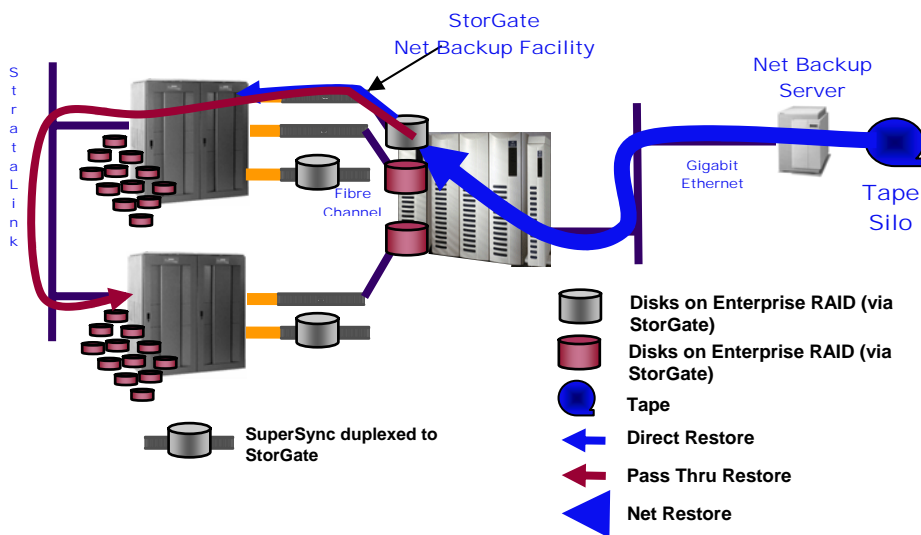 StorGate
Net Backup Facility
StrataLink
Net Backup
Server
Fibre
Channel
Gigabit
Ethernet
Tape
Silo
Disks on Enterprise RAID (via
StorGate)
Disks on Enterprise RAID (via
StorGate)
Tape
SuperSync duplexed to
StorGate
Direct Restore
Pass Thru Restore
Net Restore